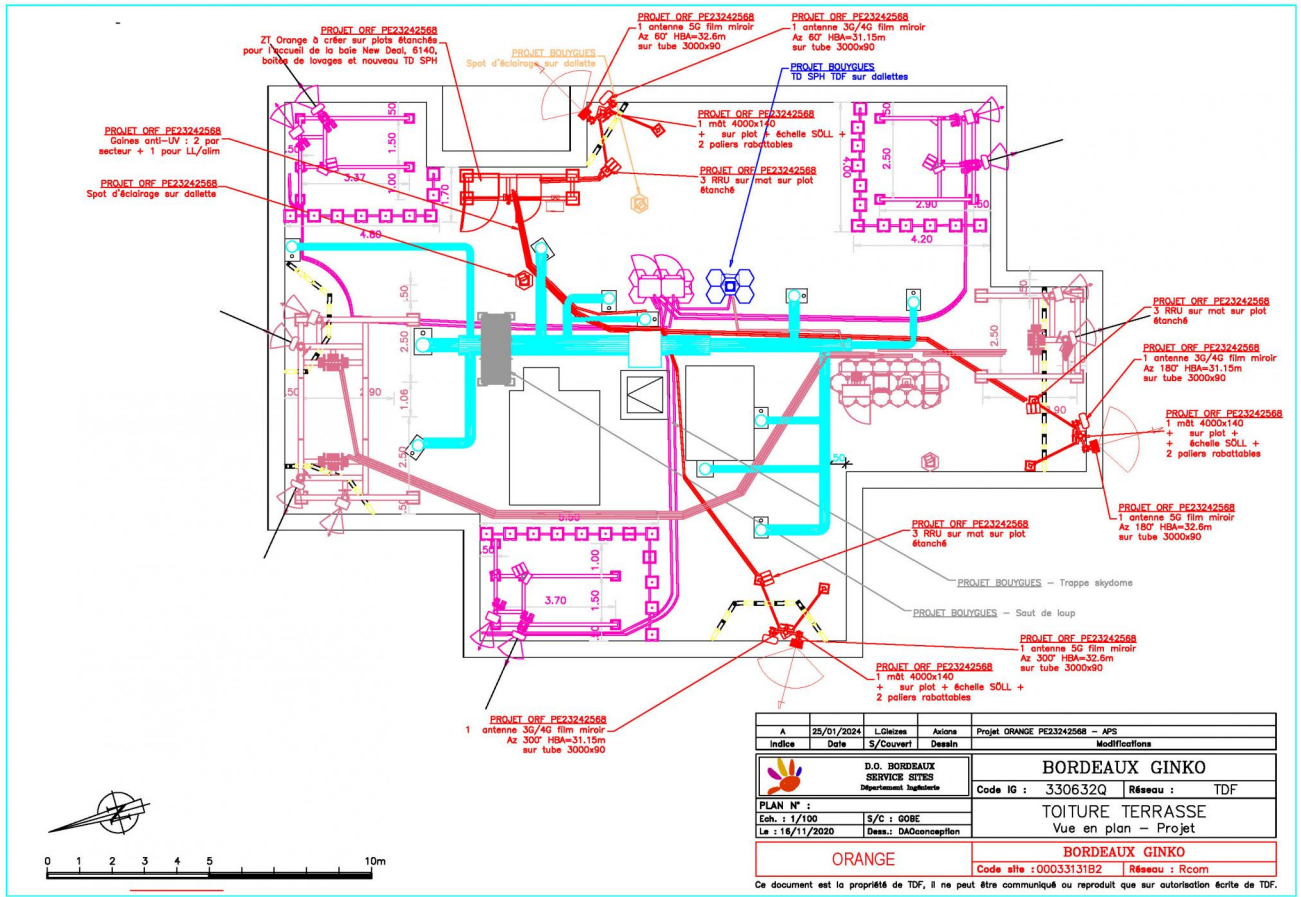 PROJET ORF PE23242568
ZT Orange à créer sur plots étanchés
pour l'accueil de la baie New Deal, 6140,
boites de lovages et nouveau TD SPH
PROJET BOUYGUES
Spot d'éclairage sur dallette
PROJET ORF PE23242568
1 antenne 5G film miroir
Az 60° HBA=32.6m
sur tube 3000x90
PROJET ORF PE23242568
1 antenne 3G/4G film miroir
Az 60° HBA=31.15m
sur tube 3000x90
PROJET BOUYGUES
TD SPH TDF sur dallettes
PROJET ORF PE23242568
Gaines anti-UV : 2 par
secteur + 1 pour LL/alim
PROJET ORF PE23242568
Spot d'éclairage sur dallette
PROJET ORF PE23242568
1 mât 4000x140
+ sur plot + échelle SÖLL +
2 paliers rabattables
PROJET ORF PE23242568
3 RRU sur mat sur plot
étanché
.50
1.50
3.37
1.00
1.70
4.80
4.00
2.50
2.90
.50
4.20
.50
2.50
.50
2.90
1.06
2.50
.50
.50
2.50
.50
PROJET ORF PE23242568
3 RRU sur mat sur plot
étanché
PROJET ORF PE23242568
1 antenne 3G/4G film miroir
Az 180° HBA=31.15m
sur tube 3000x90
PROJET ORF PE23242568
1 mât 4000x140
+ sur plot +
+ échelle SÖLL +
2 paliers rabattables
PROJET ORF PE23242568
1 antenne 5G film miroir
Az 180° HBA=32.6m
sur tube 3000x90
PROJET ORF PE23242568
3 RRU sur mat sur plot
étanché
.50
1.00
3.70
1.50
PROJET BOUYGUES - Trappe skydome
PROJET BOUYGUES - Saut de loup
PROJET ORF PE23242568
1 antenne 5G film miroir
Az 300° HBA=32.6m
sur tube 3000x90
PROJET ORF PE23242568
1 mât 4000x140
+ sur plot + échelle SÖLL +
2 paliers rabattables
PROJET ORF PE23242568
1 antenne 3G/4G film miroir
Az 300° HBA=31.15m
sur tube 3000x90
A 25/01/2024 L.Gleizes Axians Projet ORANGE PE23242568 - APS
Indice Date S/Couvert Dessin Modifications
D.O. BORDEAUX
SERVICE SITES
Département Ingénierie
BORDEAUX GINKO
Code IG : 330632Q Réseau : TDF
PLAN N° :
Ech. : 1/100 S/C : GOBE
Le : 16/11/2020 Dess.: DAOconception
TOITURE TERRASSE
Vue en plan - Projet
ORANGE
BORDEAUX GINKO
Code site : 00033131B2 Réseau : Rcom
Ce document est la propriété de TDF, il ne peut être communiqué ou reproduit que sur autorisation écrite de TDF.
0 1 2 3 4 5 10m